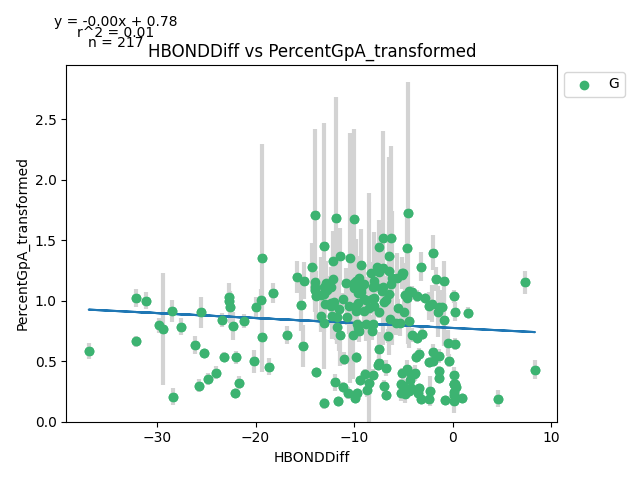 y = -0.00x + 0.78
r^2 = 0.01
n = 217
HBONDDiff vs PercentGpA_transformed
G
PercentGpA_transformed
2.5
2.0
1.5
1.0
0.5
0.0
−30 −20 −10 0 10
HBONDDiff